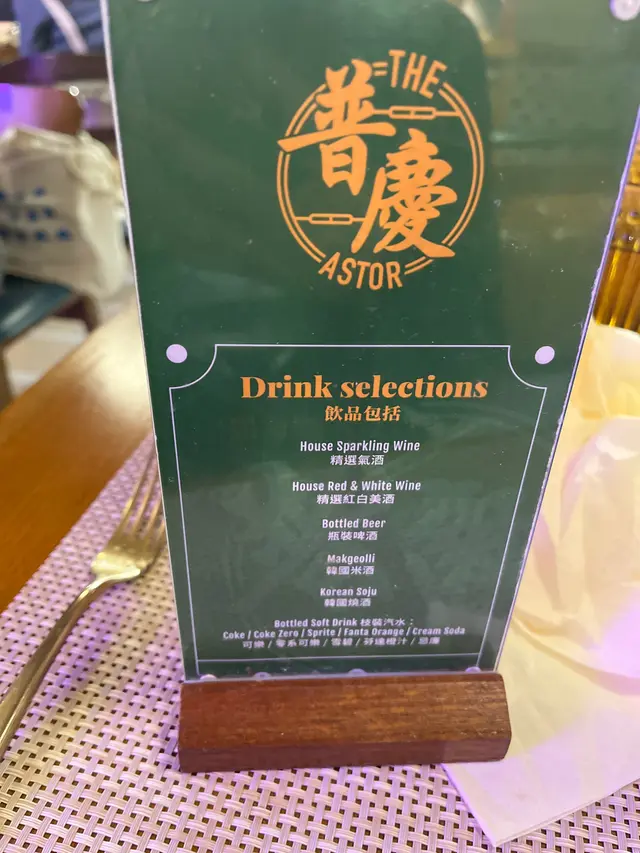 THE
普慶
ASTOR
Drink selections
飲品包括
House Sparkling Wine
精選氣酒
House Red & White Wine
精選紅白美酒
Bottled Beer
瓶裝啤酒
Makgeolli
韓國米酒
Korean Soju
韓國燒酒
Bottled Soft Drink 枝裝汽水：
Coke / Coke Zero / Sprite / Fanta Orange / Cream Soda
可樂 / 零系可樂 / 雪碧 / 芬達橙汁 / 忌廉